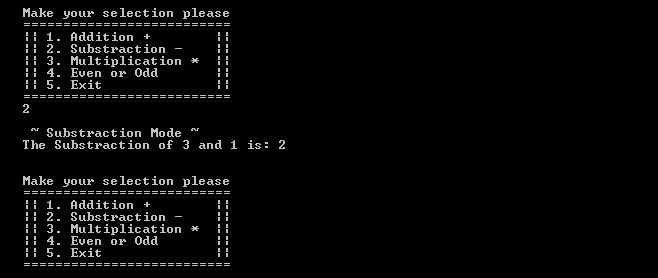 Make your selection please
==========================
¦¦ 1. Addition +        ¦¦
¦¦ 2. Substraction -    ¦¦
¦¦ 3. Multiplication *  ¦¦
¦¦ 4. Even or Odd       ¦¦
¦¦ 5. Exit              ¦¦
==========================
2
~ Substraction Mode ~
The Substraction of 3 and 1 is: 2
Make your selection please
==========================
¦¦ 1. Addition +        ¦¦
¦¦ 2. Substraction -    ¦¦
¦¦ 3. Multiplication *  ¦¦
¦¦ 4. Even or Odd       ¦¦
¦¦ 5. Exit              ¦¦
==========================